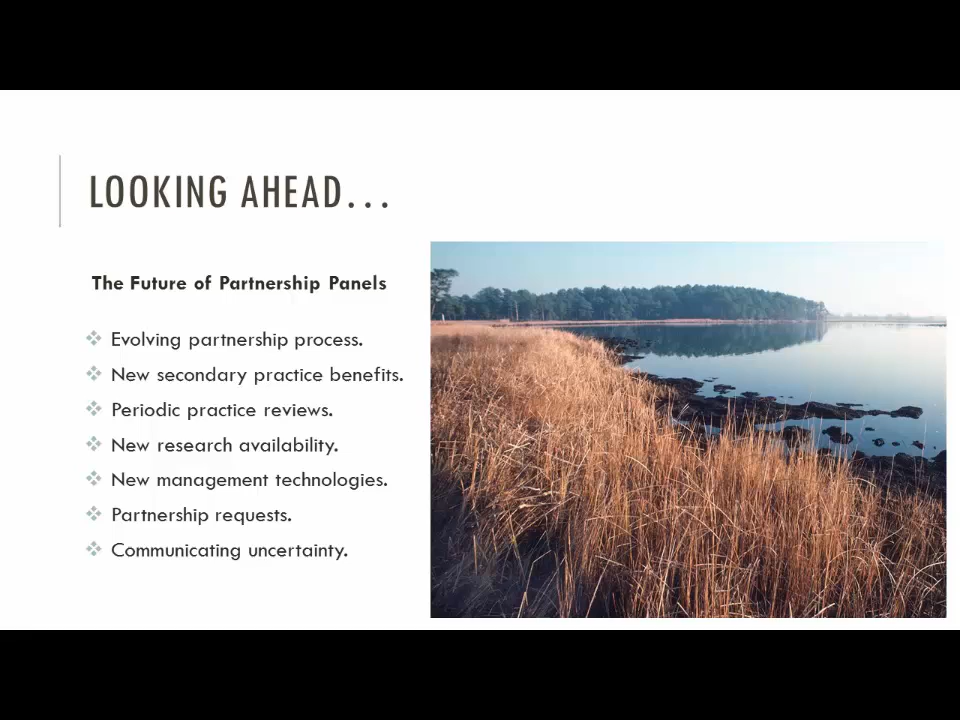 LOOKING AHEAD...
The Future of Partnership Panels
Evolving partnership process.
New secondary practice benefits.
Periodic practice reviews.
New research availability.
New management technologies.
Partnership requests.
Communicating uncertainty.